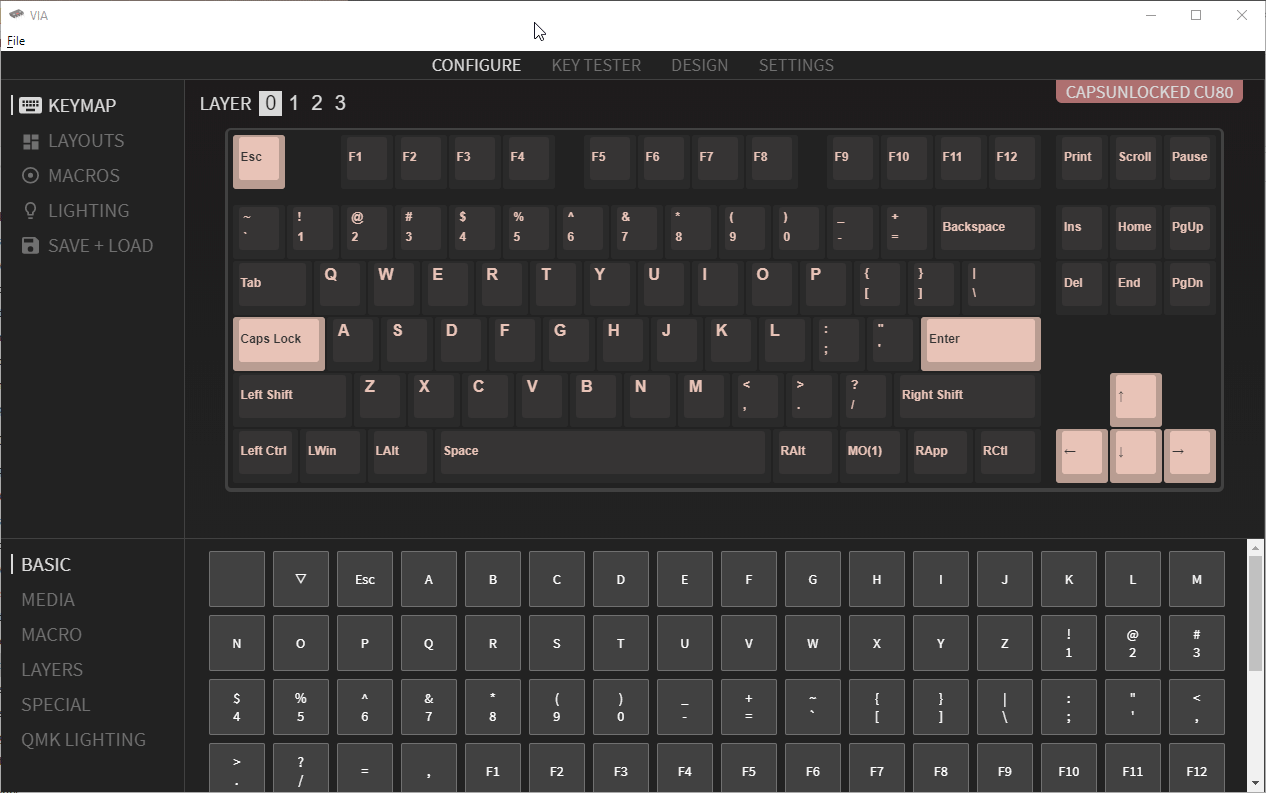 VIA
File
CONFIGURE KEY TESTER DESIGN SETTINGS
CAPSUNLOCKED CU80
KEYMAP
LAYOUTS
MACROS
LIGHTING
SAVE + LOAD
LAYER 0 1 2 3
Esc F1 F2 F3 F4 F5 F6 F7 F8 F9 F10 F11 F12 Print Scroll Pause
~ ! @ # $ % ^ & * ( ) _ +
` 1 2 3 4 5 6 7 8 9 0 - = Backspace Ins Home PgUp
Tab Q W E R T Y U I O P { } | Del End PgDn
[ ] \
Caps Lock A S D F G H J K L : " Enter
; '
Left Shift Z X C V B N M < > ? Right Shift ↑
, . /
Left Ctrl LWin LAlt Space RAlt MO(1) RApp RCtl ← ↓ →
BASIC
MEDIA
MACRO
LAYERS
SPECIAL
QMK LIGHTING
▽ Esc A B C D E F G H I J K L M
N O P Q R S T U V W X Y Z ! @ #
1 2 3
$ % ^ & * ( ) _ + ~ { } | : " <
4 5 6 7 8 9 0 - = ` [ ] \ ; ' ,
> ? = , F1 F2 F3 F4 F5 F6 F7 F8 F9 F10 F11 F12
. /